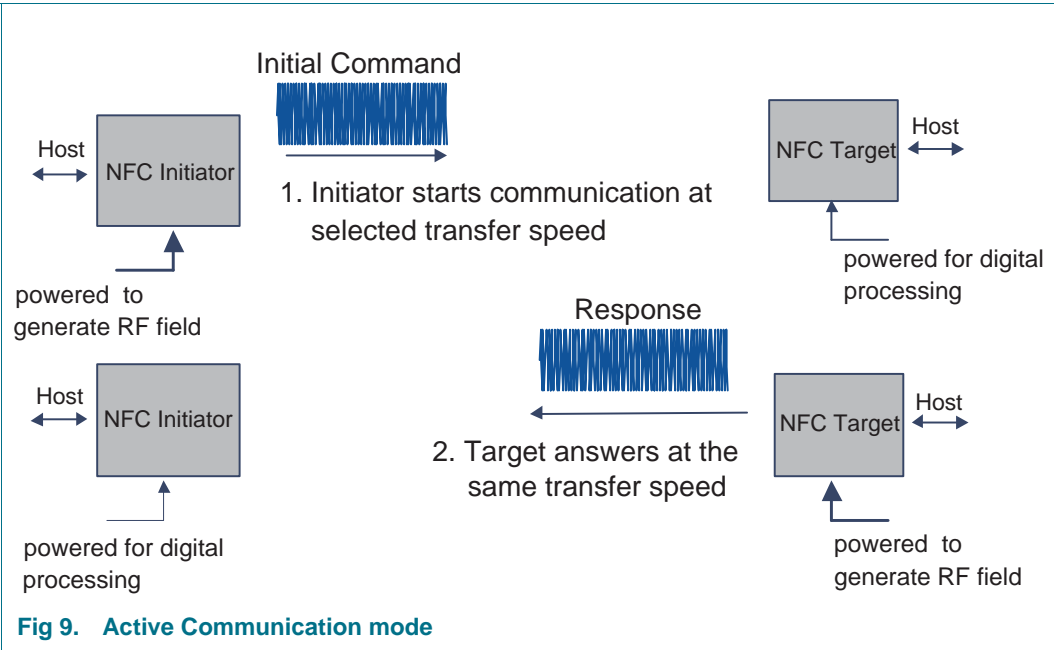 Initial Command
Host
NFC Initiator
1. Initiator starts communication at
selected transfer speed
powered to
generate RF field
NFC Target
Host
powered for digital
processing
Response
Host
NFC Initiator
2. Target answers at the
same transfer speed
powered for digital
processing
NFC Target
Host
powered to
generate RF field
Fig 9. Active Communication mode